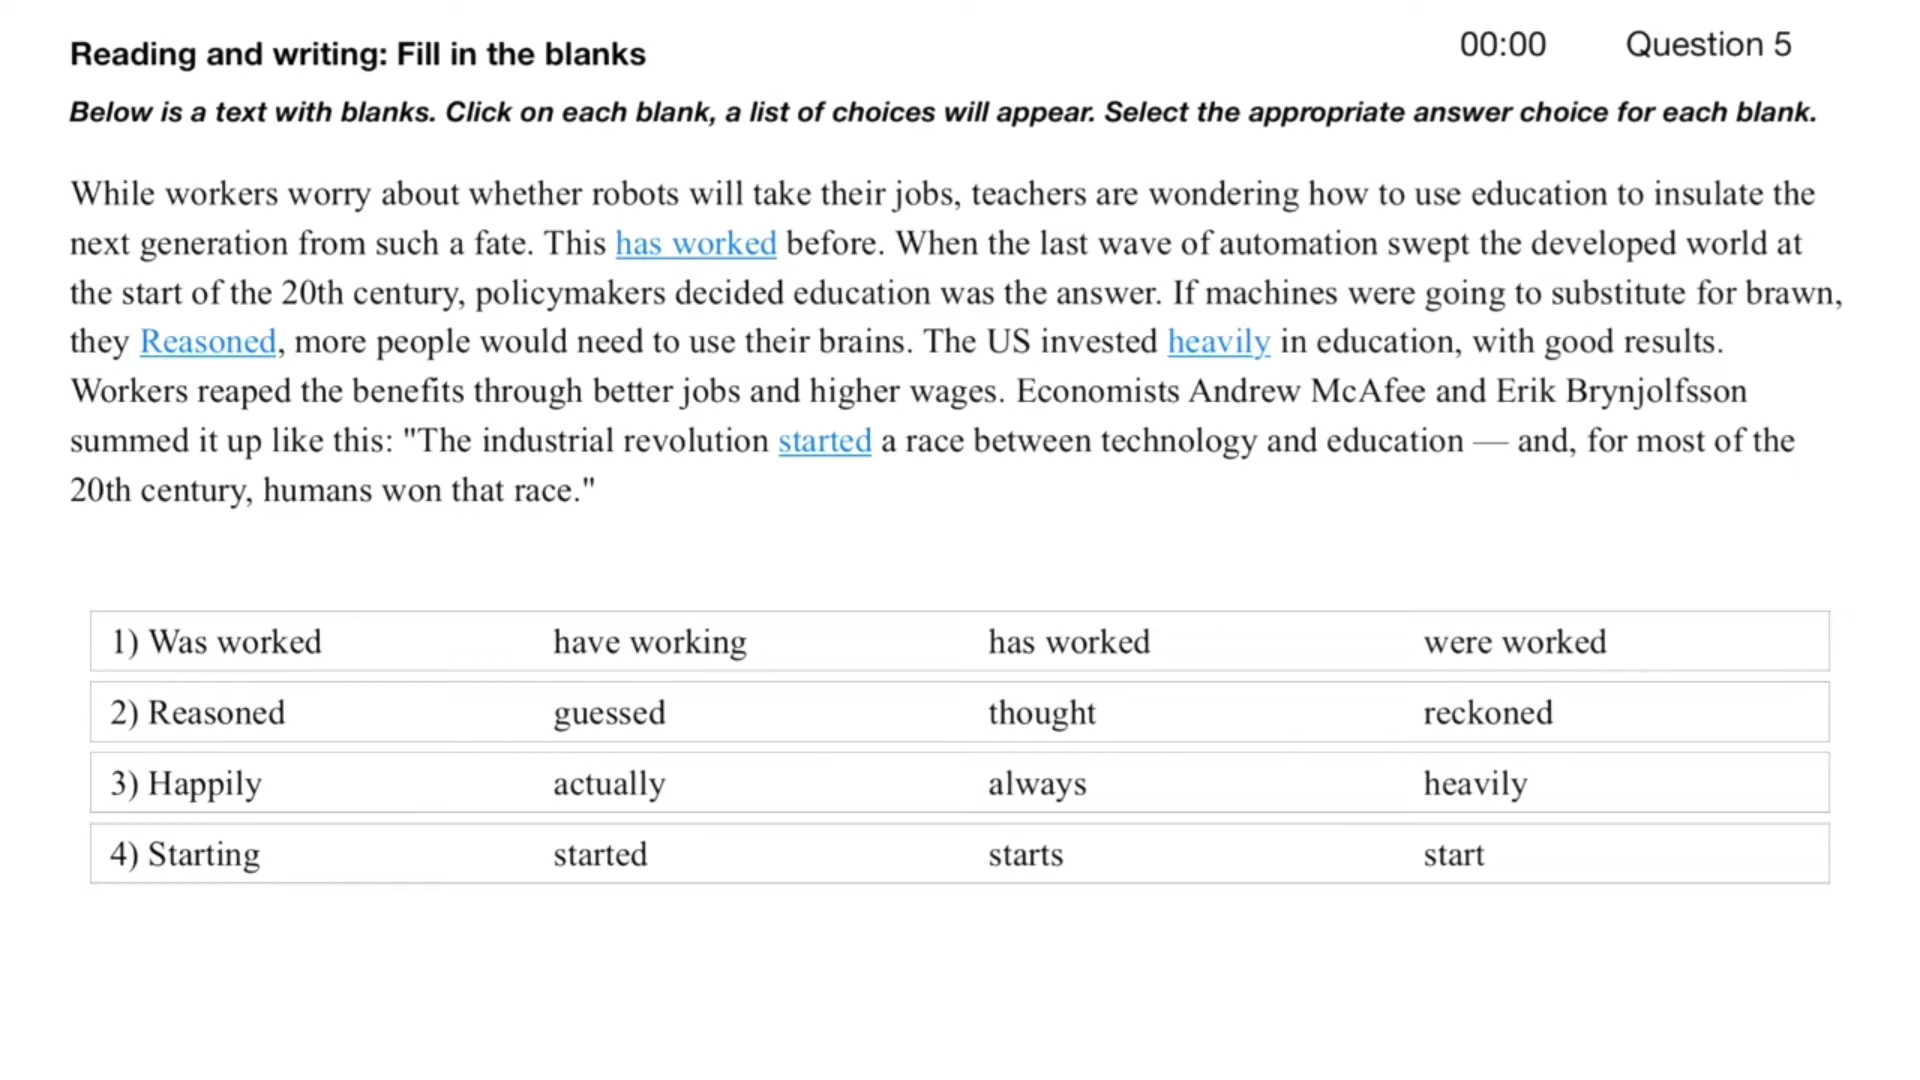 Reading and writing: Fill in the blanks
00:00 Question 5
Below is a text with blanks. Click on each blank, a list of choices will appear. Select the appropriate answer choice for each blank.
While workers worry about whether robots will take their jobs, teachers are wondering how to use education to insulate the
next generation from such a fate. This has worked before. When the last wave of automation swept the developed world at
the start of the 20th century, policymakers decided education was the answer. If machines were going to substitute for brawn,
they Reasoned, more people would need to use their brains. The US invested heavily in education, with good results.
Workers reaped the benefits through better jobs and higher wages. Economists Andrew McAfee and Erik Brynjolfsson
summed it up like this: "The industrial revolution started a race between technology and education — and, for most of the
20th century, humans won that race."
1) Was worked have working has worked were worked
2) Reasoned guessed thought reckoned
3) Happily actually always heavily
4) Starting started starts start